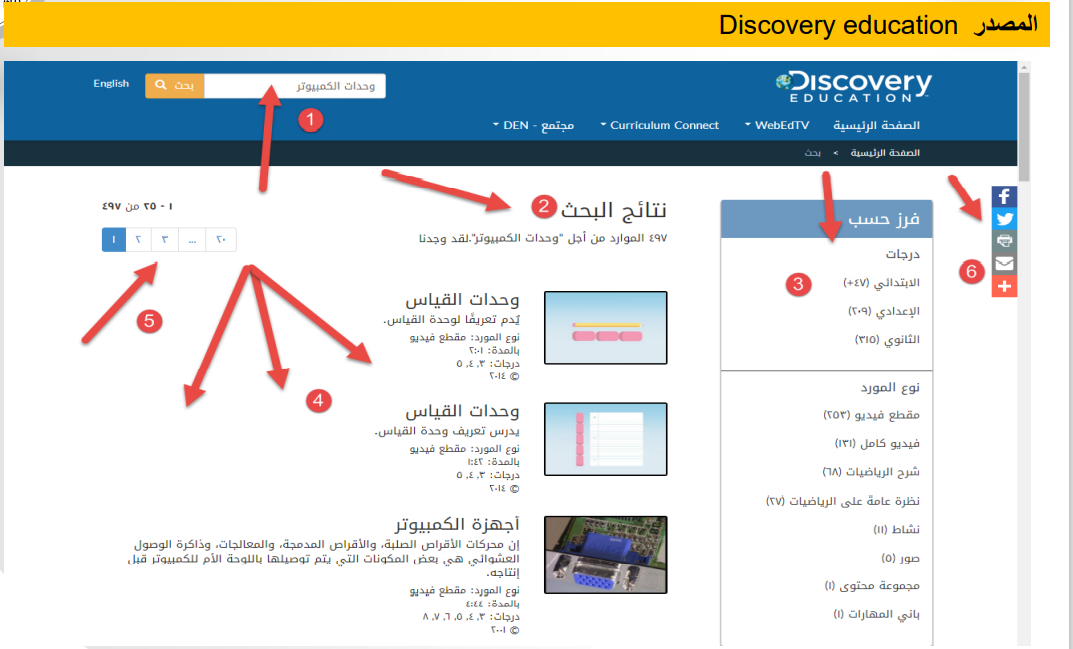 المصدر Discovery education
English
بحث
وحدات الكمبيوتر
DISCOVERY
EDUCATION
الصفحة الرئيسية
WebEdTV
Curriculum Connect
مجتمع - DEN
الصفحة الرئيسية > بحث
1
2
نتائج البحث
٤٩٧ الموارد من أجل "وحدات الكمبيوتر".لقد وجدنا
١ - ٢٥ من ٤٩٧
١ ٢ ٣ ... ٢٠
5
4
3
6
فرز حسب
درجات
الابتدائي (٤٧+)
الإعدادي (٢٠٩)
الثانوي (٣١٥)
نوع المورد
مقطع فيديو (٢٥٣)
فيديو كامل (١٣١)
شرح الرياضيات (٦٨)
نظرة عامة على الرياضيات (٢٧)
نشاط (١١)
صور (٥)
مجموعة محتوى (١)
باني المهارات (١)
وحدات القياس
يُدم تعريفًا لوحدة القياس.
نوع المورد: مقطع فيديو
بالمدة: ٢:٠١
درجات: ٣, ٤, ٥
© ٢٠١٤
وحدات القياس
يدرس تعريف وحدة القياس.
نوع المورد: مقطع فيديو
بالمدة: ١:٤٢
درجات: ٣, ٤, ٥
© ٢٠١٤
أجهزة الكمبيوتر
إن محركات الأقراص الصلبة، والأقراص المدمجة، والمعالجات، وذاكرة الوصول
العشوائي هي بعض المكونات التي يتم توصيلها باللوحة الأم للكمبيوتر قبل
إنتاجه.
نوع المورد: مقطع فيديو
بالمدة: ٤:٤٤
درجات: ٣, ٤, ٥, ٦, ٧, ٨
© ٢٠٠١